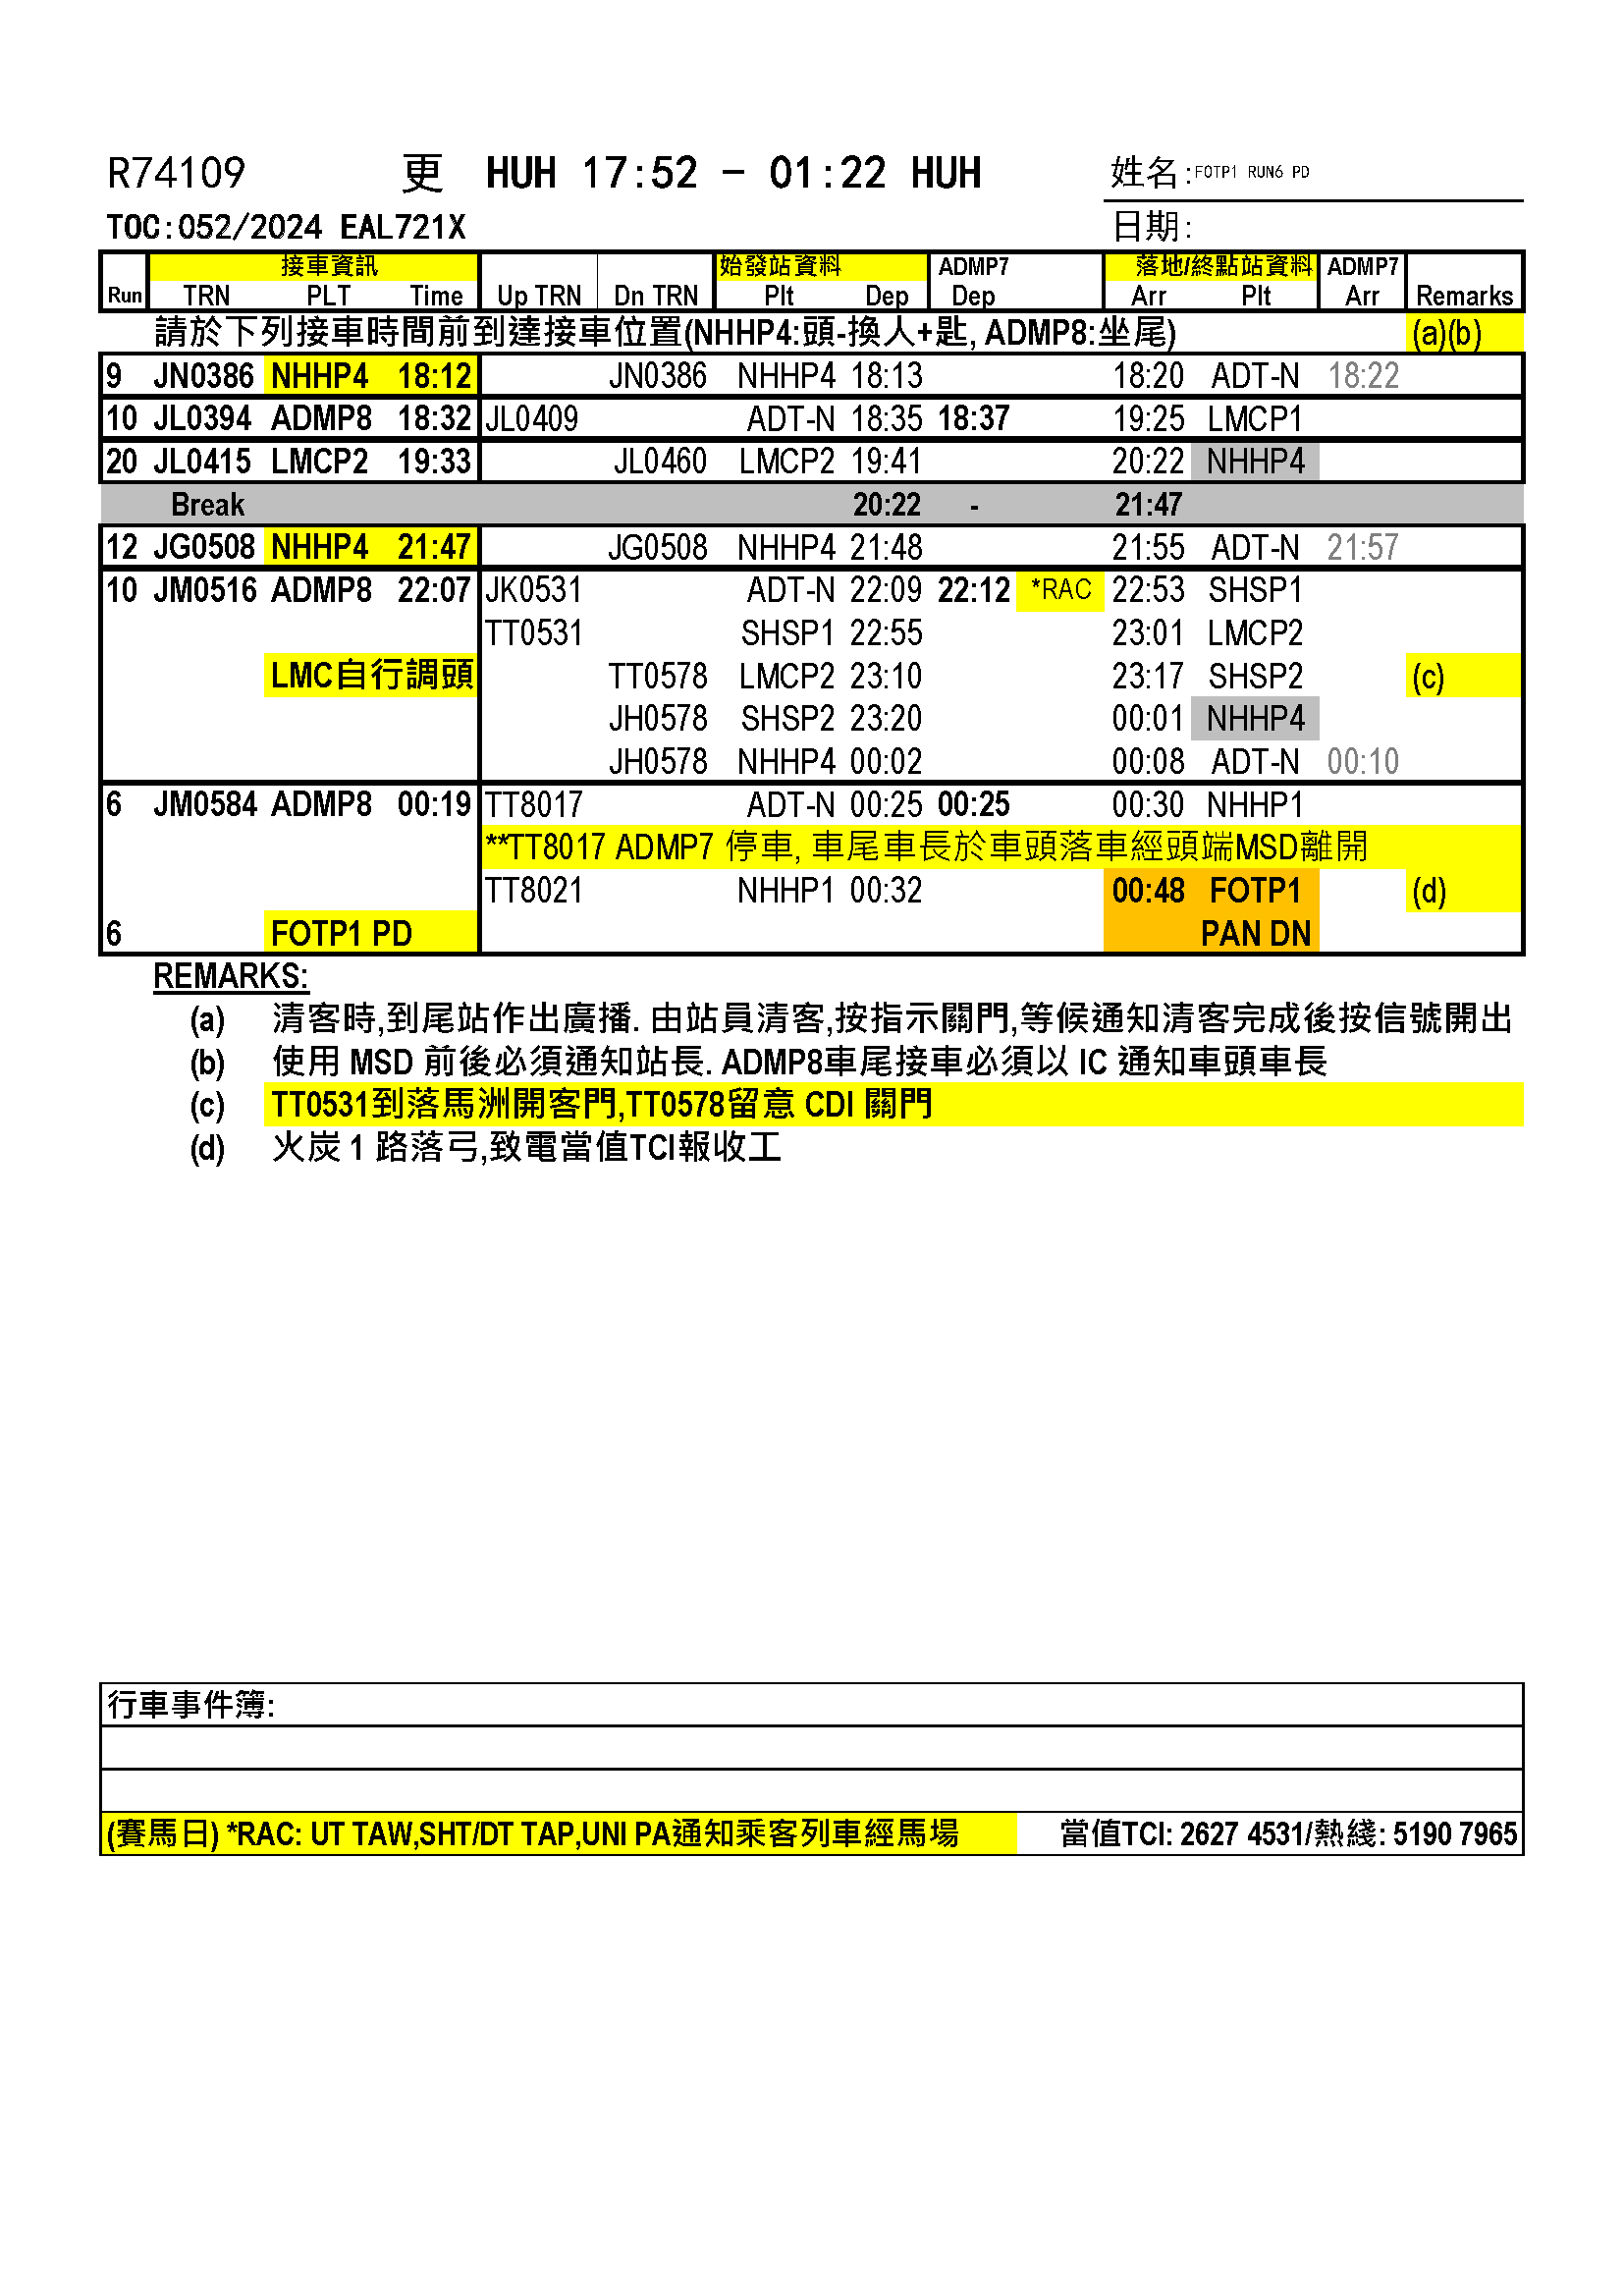 R74109 更 HUH 17:52 - 01:22 HUH 姓名:FOTP1 RUN6 PD
TOC:052/2024 EAL721X 日期:
接車資訊 始發站資料 ADMP7 落地/終點站資料 ADMP7
Run TRN PLT Time Up TRN Dn TRN Plt Dep Dep Arr Plt Arr Remarks
請於下列接車時間前到達接車位置(NHHP4:頭-換人+匙, ADMP8:坐尾) (a)(b)
9 JN0386 NHHP4 18:12 JN0386 NHHP4 18:13 18:20 ADT-N 18:22
10 JL0394 ADMP8 18:32 JL0409 ADT-N 18:35 18:37 19:25 LMCP1
20 JL0415 LMCP2 19:33 JL0460 LMCP2 19:41 20:22 NHHP4
Break 20:22 - 21:47
12 JG0508 NHHP4 21:47 JG0508 NHHP4 21:48 21:55 ADT-N 21:57
10 JM0516 ADMP8 22:07 JK0531 ADT-N 22:09 22:12 *RAC 22:53 SHSP1
TT0531 SHSP1 22:55 23:01 LMCP2
LMC自行調頭 TT0578 LMCP2 23:10 23:17 SHSP2 (c)
JH0578 SHSP2 23:20 00:01 NHHP4
JH0578 NHHP4 00:02 00:08 ADT-N 00:10
6 JM0584 ADMP8 00:19 TT8017 ADT-N 00:25 00:25 00:30 NHHP1
**TT8017 ADMP7 停車, 車尾車長於車頭落車經頭端MSD離開
TT8021 NHHP1 00:32 00:48 FOTP1 (d)
6 FOTP1 PD PAN DN
REMARKS:
(a) 清客時,到尾站作出廣播. 由站員清客,按指示關門,等候通知清客完成後按信號開出
(b) 使用 MSD 前後必須通知站長. ADMP8車尾接車必須以 IC 通知車頭車長
(c) TT0531到落馬洲開客門,TT0578留意 CDI 關門
(d) 火炭 1 路落弓,致電當值TCI報收工
行車事件簿:
(賽馬日) *RAC: UT TAW,SHT/DT TAP,UNI PA通知乘客列車經馬場 當值TCI: 2627 4531/熱綫: 5190 7965